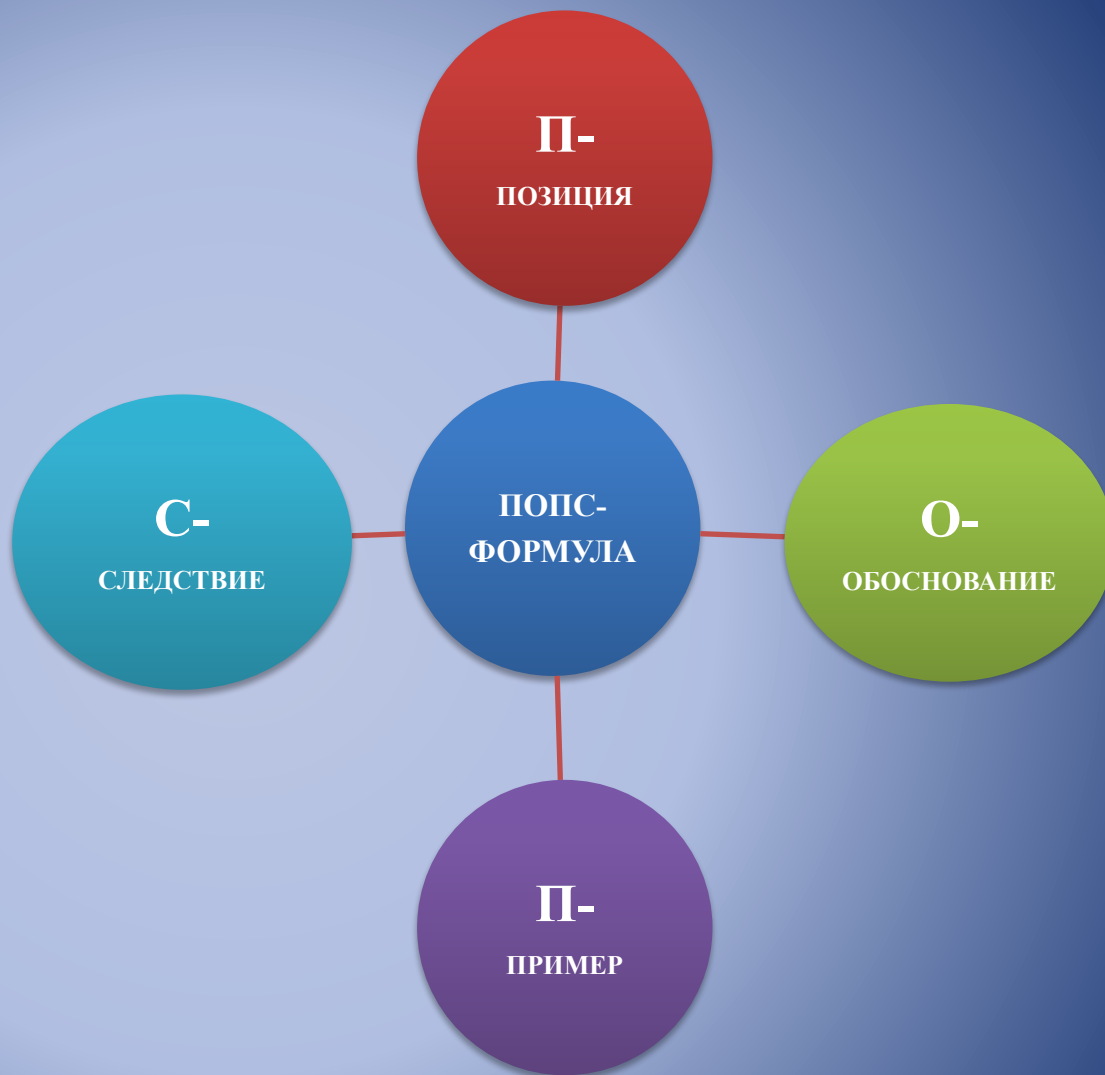 П-
ПОЗИЦИЯ
ПОПС-
ФОРМУЛА
О-
ОБОСНОВАНИЕ
П-
ПРИМЕР
С-
СЛЕДСТВИЕ